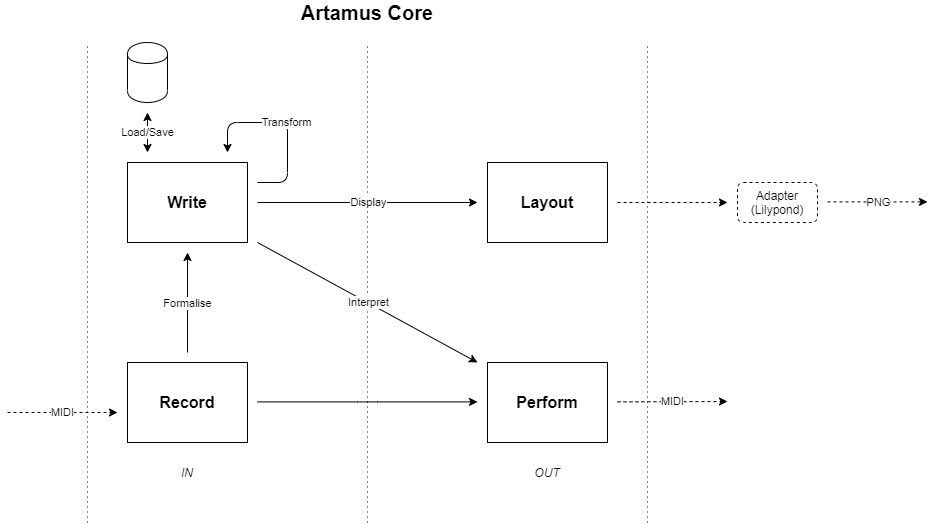 Artamus Core
Load/Save
Transform
Write
Display
Layout
Adapter
(Lilypond)
PNG
Formalise
Interpret
MIDI
Record
Perform
MIDI
IN
OUT